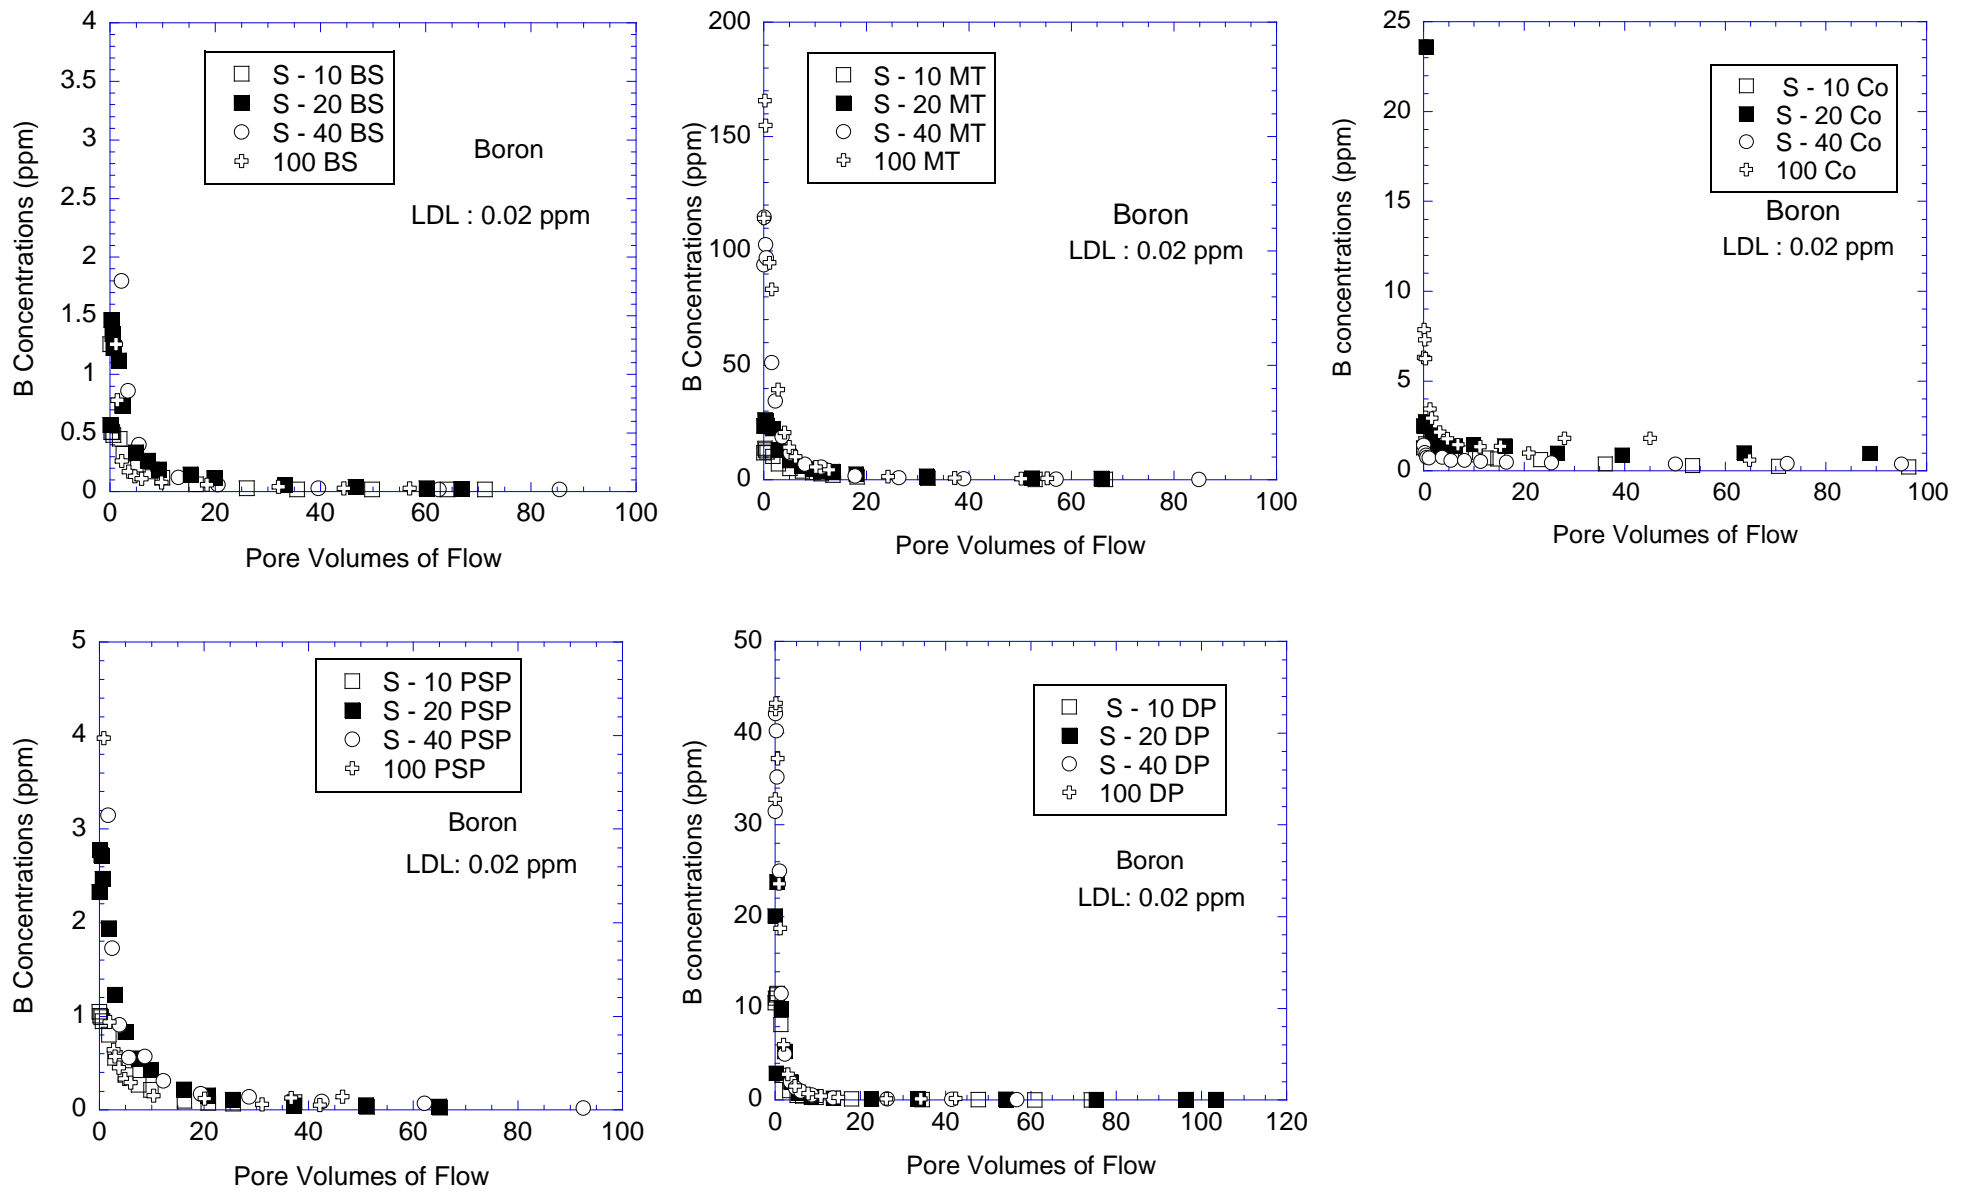 4
3.5
3
2.5
2
1.5
1
0.5
0
0 20 40 60 80 100
B Concentrations (ppm)
Pore Volumes of Flow
S - 10 BS
S - 20 BS
S - 40 BS
100 BS
Boron
LDL : 0.02 ppm
200
150
100
50
0
0 20 40 60 80 100
B Concentrations (ppm)
Pore Volumes of Flow
S - 10 MT
S - 20 MT
S - 40 MT
100 MT
Boron
LDL : 0.02 ppm
25
20
15
10
5
0
0 20 40 60 80 100
B concentrations (ppm)
Pore Volumes of Flow
S - 10 Co
S - 20 Co
S - 40 Co
100 Co
Boron
LDL : 0.02 ppm
5
4
3
2
1
0
0 20 40 60 80 100
B Concentrations (ppm)
Pore Volumes of Flow
S - 10 PSP
S - 20 PSP
S - 40 PSP
100 PSP
Boron
LDL: 0.02 ppm
50
40
30
20
10
0
0 20 40 60 80 100 120
B concentrations (ppm)
Pore Volumes of Flow
S - 10 DP
S - 20 DP
S - 40 DP
100 DP
Boron
LDL: 0.02 ppm